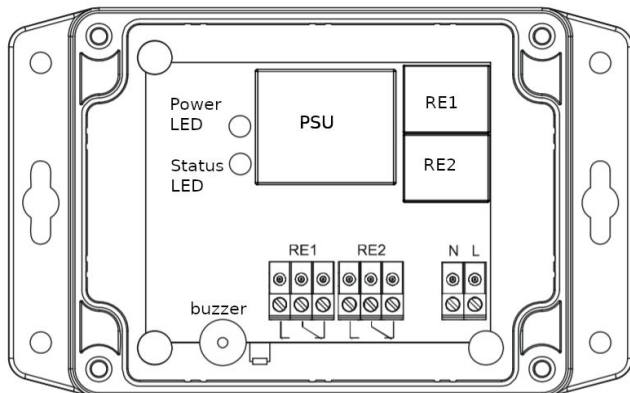 Power
LED
PSU
RE1
Status
LED
RE2
RE1 RE2
N L
buzzer